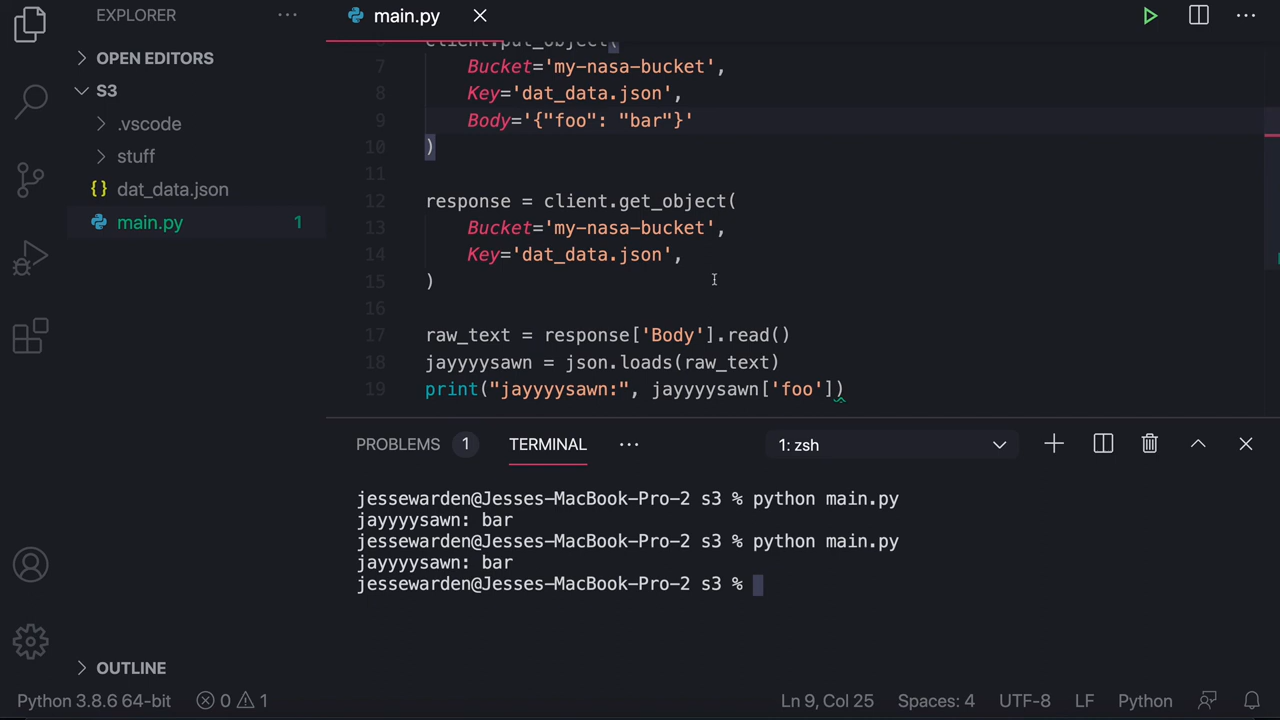 EXPLORER
main.py
OPEN EDITORS
S3
.vscode
stuff
{} dat_data.json
main.py 1
client.put_object(
7 Bucket='my-nasa-bucket',
8 Key='dat_data.json',
9 Body='{"foo": "bar"}'
10 )
11
12 response = client.get_object(
13 Bucket='my-nasa-bucket',
14 Key='dat_data.json',
15 )
16
17 raw_text = response['Body'].read()
18 jayyyysawn = json.loads(raw_text)
19 print("jayyyysawn:", jayyyysawn['foo'])
PROBLEMS 1 TERMINAL ··· 1: zsh
jessewarden@Jesses-MacBook-Pro-2 s3 % python main.py
jayyyysawn: bar
jessewarden@Jesses-MacBook-Pro-2 s3 % python main.py
jayyyysawn: bar
jessewarden@Jesses-MacBook-Pro-2 s3 %
OUTLINE
Python 3.8.6 64-bit 0 1 Ln 9, Col 25 Spaces: 4 UTF-8 LF Python